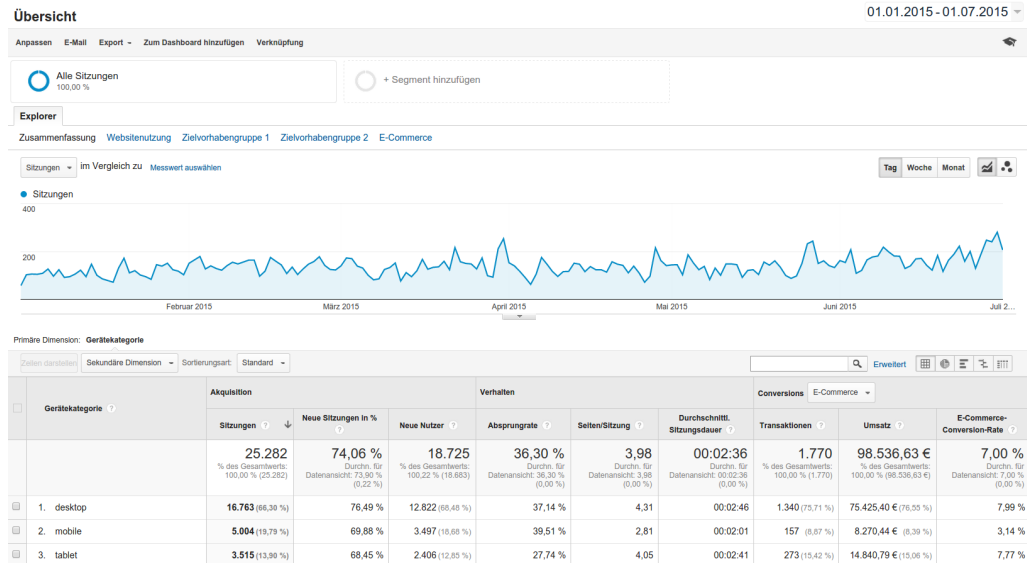 Übersicht
01.01.2015 - 01.07.2015
Anpassen E-Mail Export Zum Dashboard hinzufügen Verknüpfung
Alle Sitzungen
100,00 %
+ Segment hinzufügen
Explorer
Zusammenfassung Websitenutzung Zielvorhabengruppe 1 Zielvorhabengruppe 2 E-Commerce
Sitzungen im Vergleich zu Messwert auswählen
Tag Woche Monat
Sitzungen
400
200
Februar 2015 März 2015 April 2015 Mai 2015 Juni 2015 Juli 2...
Primäre Dimension: Gerätekategorie
Zeilen darstellen Sekundäre Dimension Sortierungsart: Standard
Erweitert
Gerätekategorie ?
Akquisition Verhalten Conversions E-Commerce
Sitzungen ? Neue Sitzungen in % ? Neue Nutzer ? Absprungrate ? Seiten/Sitzung ? Durchschnittl. Sitzungsdauer ? Transaktionen ? Umsatz ? E-Commerce-Conversion-Rate ?
25.282 74,06 % 18.725 36,30 % 3,98 00:02:36 1.770 98.536,63 € 7,00 %
% des Gesamtwerts: 100,00 % (25.282)
Durchn. für Datenansicht: 73,90 % (0,22 %)
% des Gesamtwerts: 100,22 % (18.683)
Durchn. für Datenansicht: 36,30 % (0,00 %)
Durchn. für Datenansicht: 3,98 (0,00 %)
Durchn. für Datenansicht: 00:02:36 (0,00 %)
% des Gesamtwerts: 100,00 % (1.770)
% des Gesamtwerts: 100,00 % (98.536,63 €)
Durchn. für Datenansicht: 7,00 % (0,00 %)
1. desktop 16.763 (66,30 %) 76,49 % 12.822 (68,48 %) 37,14 % 4,31 00:02:46 1.340 (75,71 %) 75.425,40 € (76,55 %) 7,99 %
2. mobile 5.004 (19,79 %) 69,88 % 3.497 (18,68 %) 39,51 % 2,81 00:02:01 157 (8,87 %) 8.270,44 € (8,39 %) 3,14 %
3. tablet 3.515 (13,90 %) 68,45 % 2.406 (12,85 %) 27,74 % 4,05 00:02:41 273 (15,42 %) 14.840,79 € (15,06 %) 7,77 %